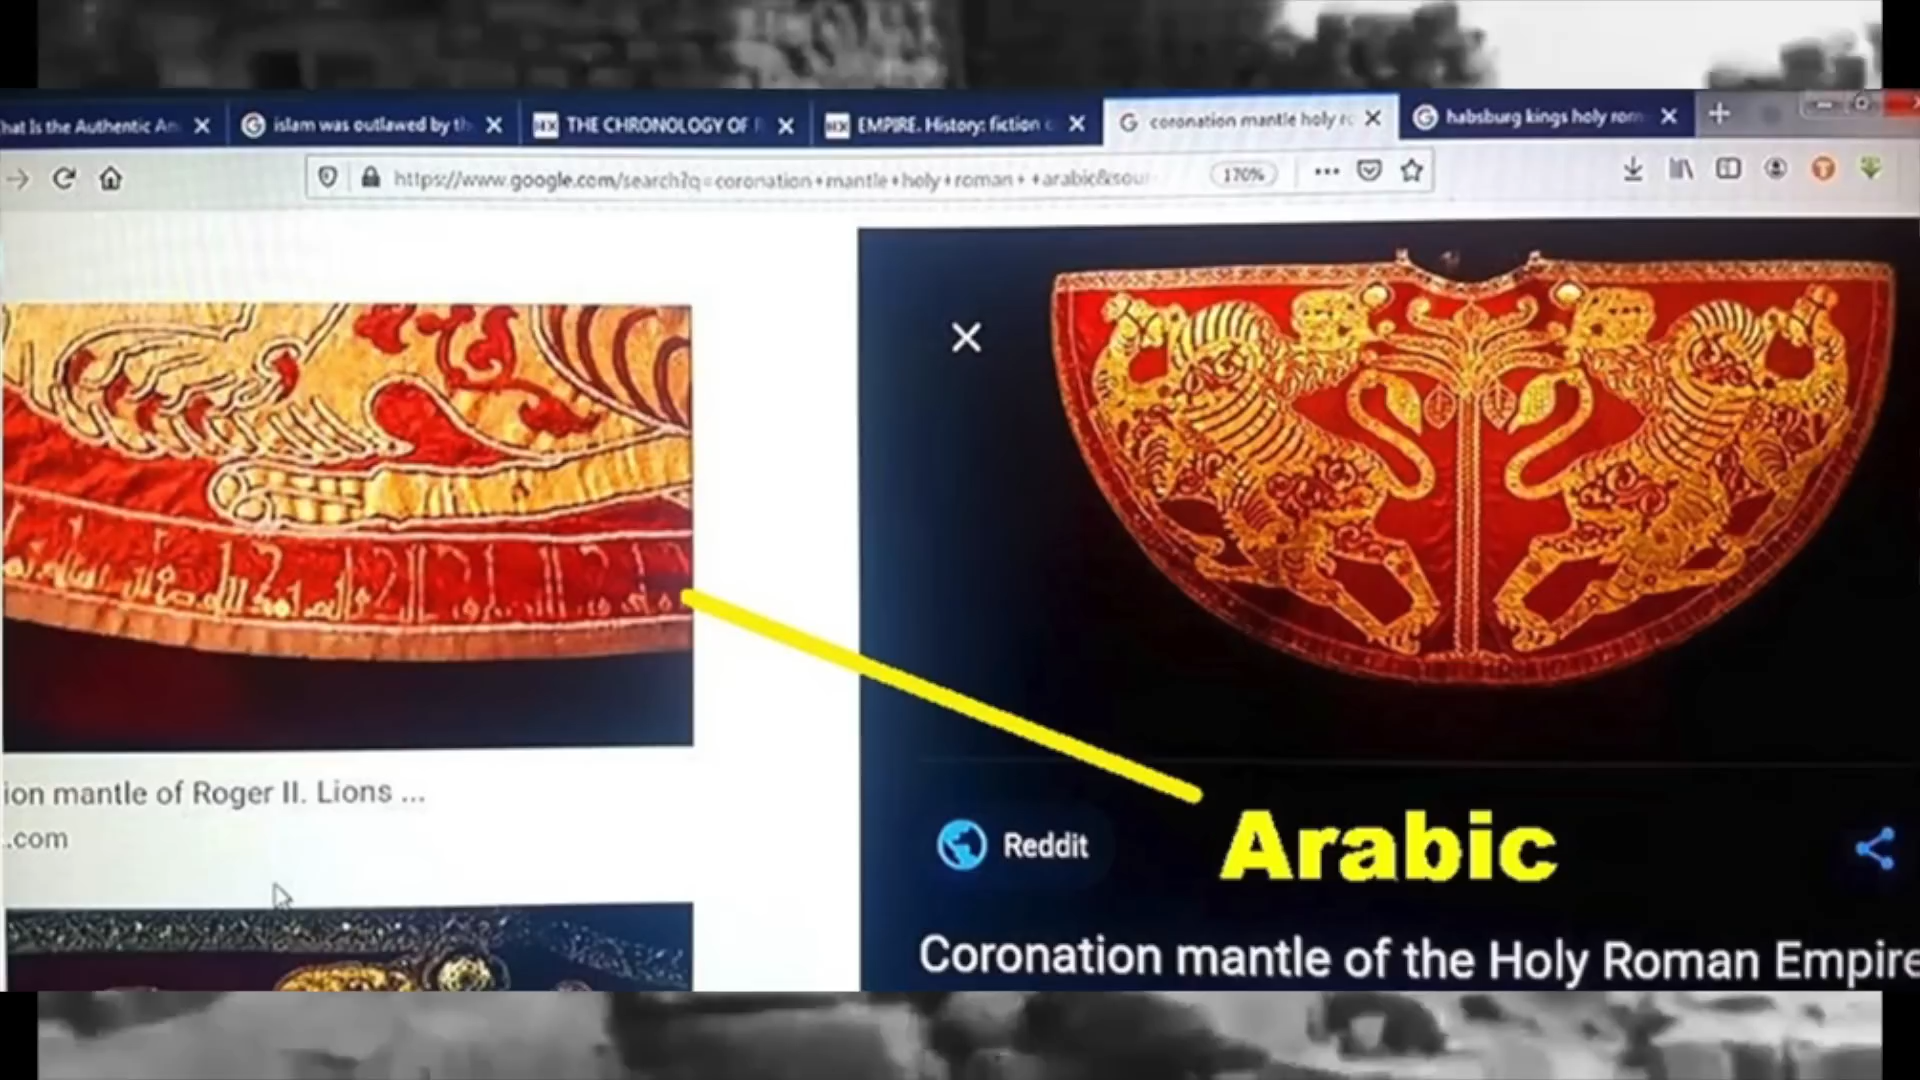 hat Is the Authentic An
islam was outlawed by th
THE CHRONOLOGY OF
EMPIRE. History: fiction
coronation mantle holy ro
habsburg kings holy rom
https://www.google.com/search?q=coronation+mantle+holy+roman+ +arabic&sour
170%
ion mantle of Roger II. Lions ...
.com
Reddit
Arabic
Coronation mantle of the Holy Roman Empire